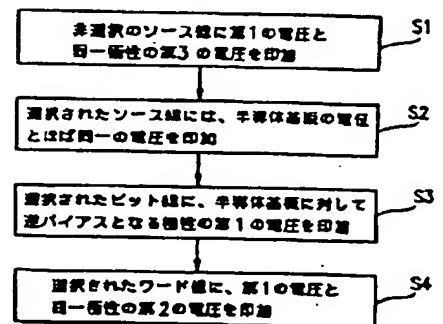 非選択のソース線に第1の電圧と
同一極性の第3の電圧を印加
S1
選択されたソース線には、半導体基板の電位
とほぼ同一の電圧を印加
S2
選択されたビット線に、半導体基板に対して
逆バイアスとなる極性の第1の電圧を印加
S3
選択されたワード線に、第1の電圧と
同一極性の第2の電圧を印加
S4